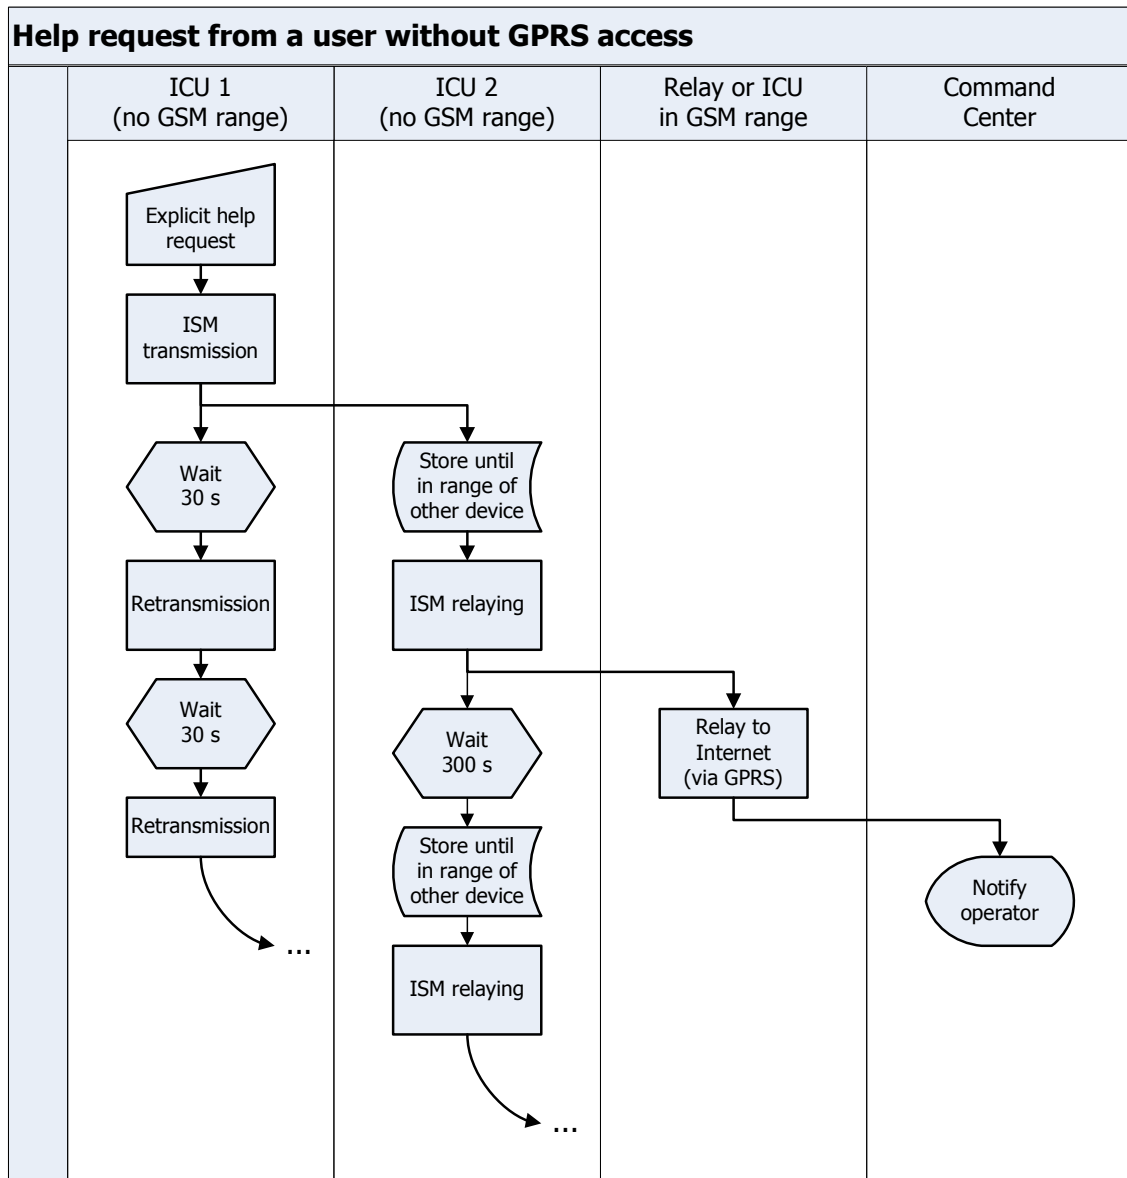 Help request from a user without GPRS access
ICU 1
(no GSM range)
ICU 2
(no GSM range)
Relay or ICU
in GSM range
Command
Center
Explicit help
request
ISM
transmission
Wait
30 s
Retransmission
Wait
30 s
Retransmission
...
Store until
in range of
other device
ISM relaying
Wait
300 s
Store until
in range of
other device
ISM relaying
...
Relay to
Internet
(via GPRS)
Notify
operator